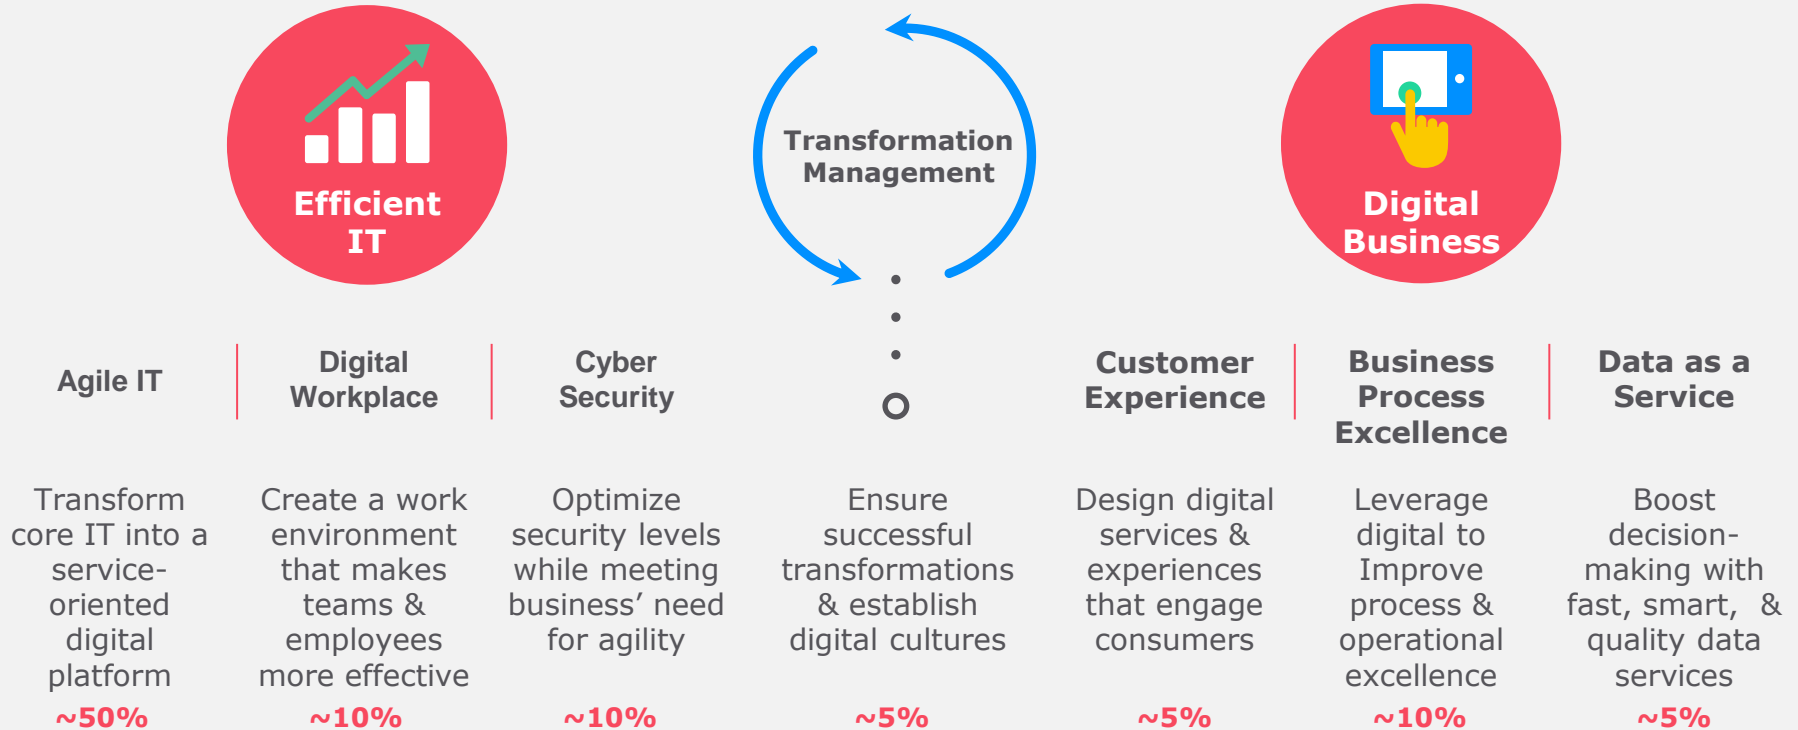 Efficient
IT
Transformation
Management
Digital
Business
Agile IT
Digital
Workplace
Cyber
Security
Customer
Experience
Business
Process
Excellence
Data as a
Service
Transform
core IT into a
service-
oriented
digital
platform
~50%
Create a work
environment
that makes
teams &
employees
more effective
~10%
Optimize
security levels
while meeting
business’ need
for agility
~10%
Ensure
successful
transformations
& establish
digital cultures
~5%
Design digital
services &
experiences
that engage
consumers
~5%
Leverage
digital to
Improve
process &
operational
excellence
~10%
Boost
decision-
making with
fast, smart,  &
quality data
services
~5%